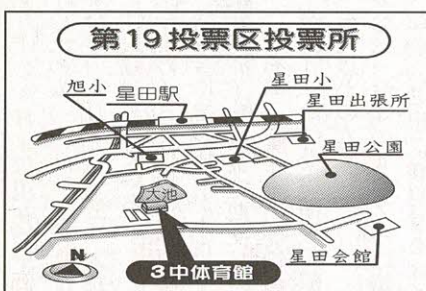 第19投票区投票所
旭小
星田駅
星田小
星田出張所
星田公園
大池
星田会館
3中体育館
N